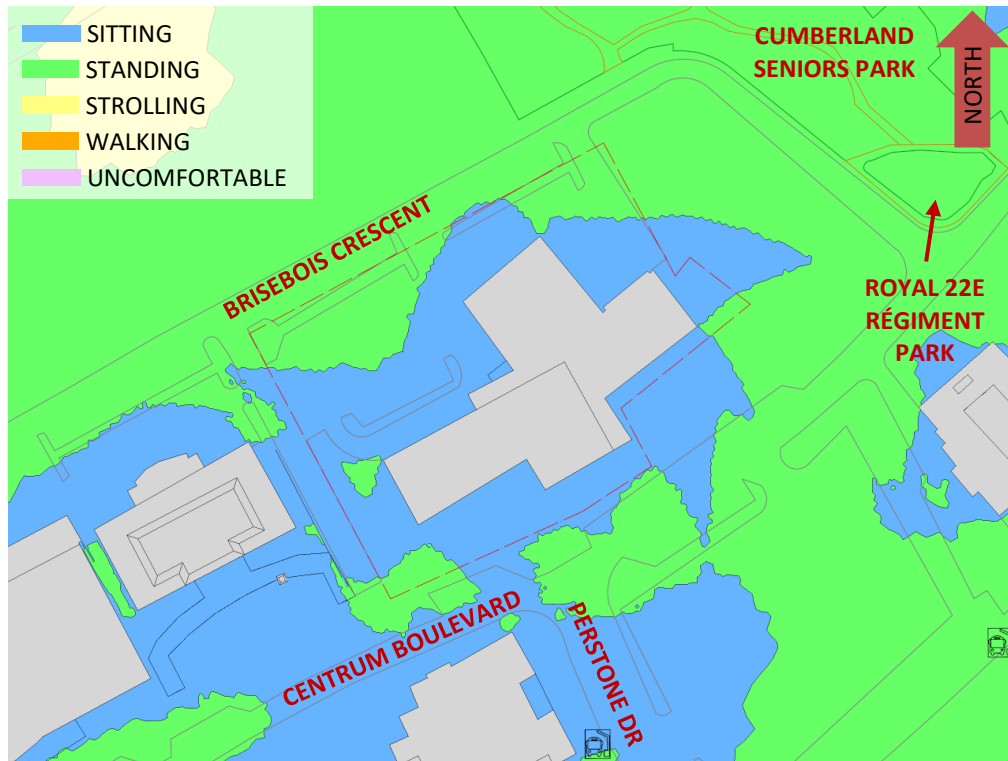 SITTING
STANDING
STROLLING
WALKING
UNCOMFORTABLE
CUMBERLAND
SENIORS PARK
NORTH
BRISEBOIS CRESCENT
ROYAL 22E
RÉGIMENT
PARK
CENTRUM BOULEVARD
PERSTONE DR